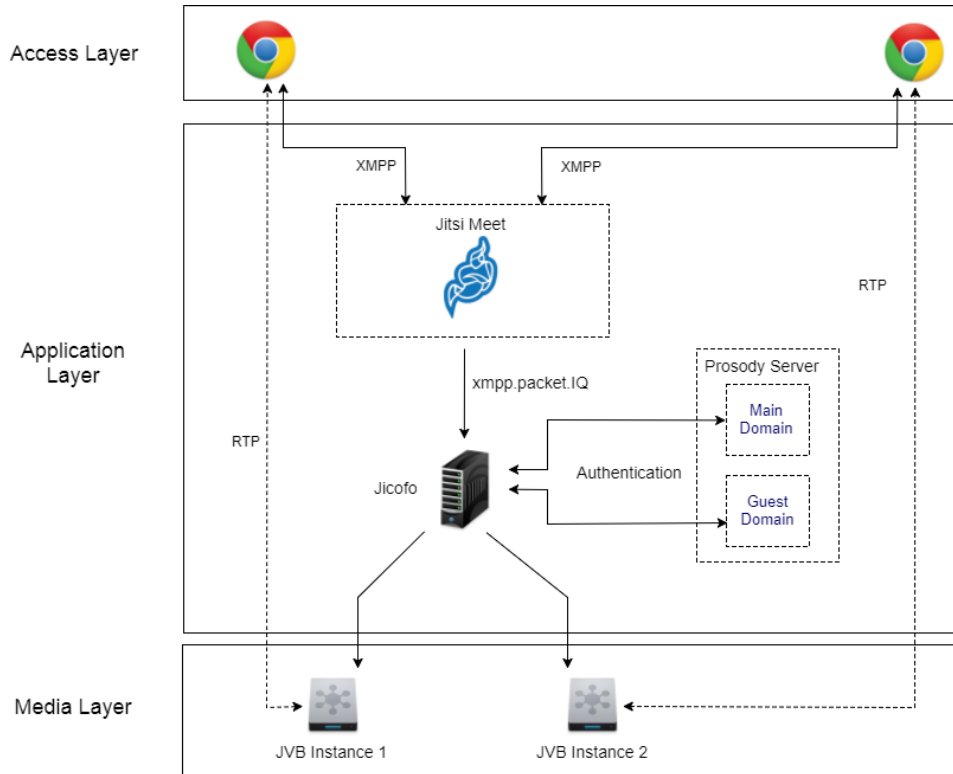 Access Layer
XMPP
XMPP
Jitsi Meet
RTP
Application
Layer
xmpp.packet.IQ
Prosody Server
Main
Domain
RTP
Authentication
Jicofo
Guest
Domain
Media Layer
JVB Instance 1
JVB Instance 2